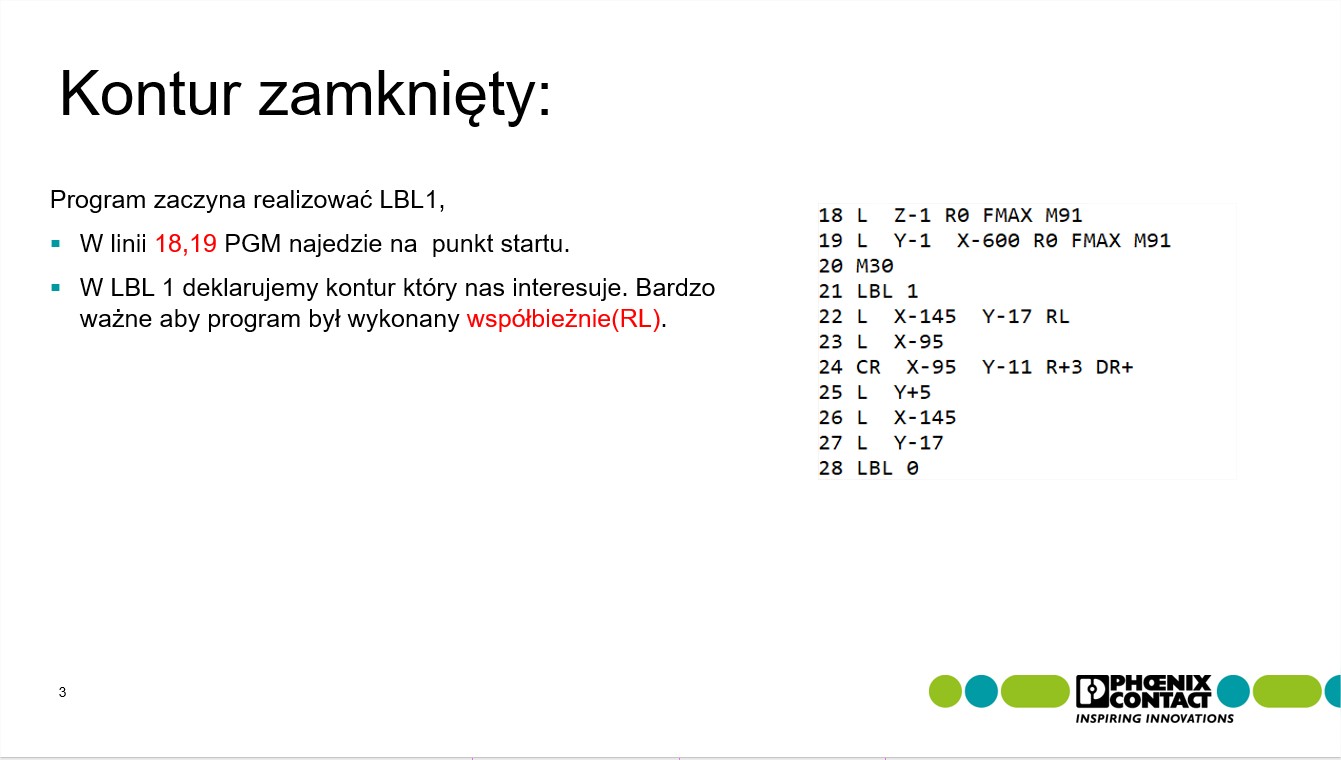 Kontur zamknięty:
Program zaczyna realizować LBL1,
W linii 18,19 PGM najedzie na  punkt startu.
W LBL 1 deklarujemy kontur który nas interesuje. Bardzo
ważne aby program był wykonany współbieżnie(RL).
18 L  Z-1 R0 FMAX M91
19 L  Y-1  X-600 R0 FMAX M91
20 M30
21 LBL 1
22 L  X-145  Y-17 RL
23 L  X-95
24 CR  X-95  Y-11 R+3 DR+
25 L  Y+5
26 L  X-145
27 L  Y-17
28 LBL 0
3
PHŒNIX
CONTACT
INSPIRING INNOVATIONS